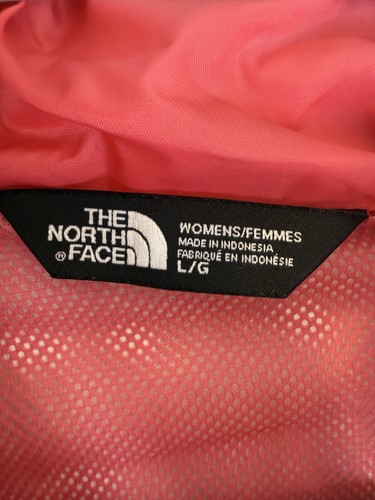 THE
NORTH
® FACE
WOMENS/FEMMES
MADE IN INDONESIA
FABRIQUÉ EN INDONÉSIE
L/G